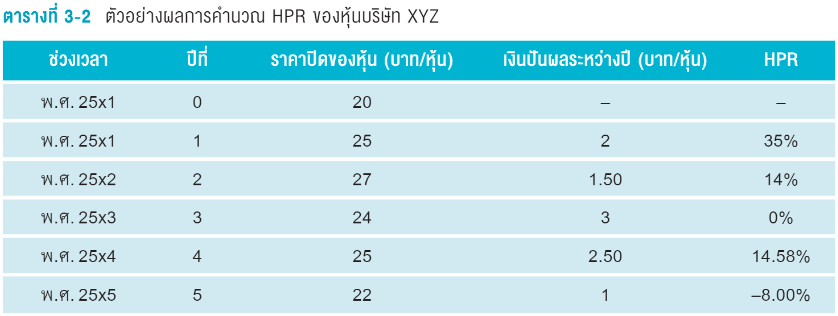 ตารางที่ 3-2 ตัวอย่างผลการคำนวณ HPR ของหุ้นบริษัท XYZ
ช่วงเวลา ปีที่ ราคาปิดของหุ้น (บาท/หุ้น) เงินปันผลระหว่างปี (บาท/หุ้น) HPR
พ.ศ. 25x1 0 20 – –
พ.ศ. 25x1 1 25 2 35%
พ.ศ. 25x2 2 27 1.50 14%
พ.ศ. 25x3 3 24 3 0%
พ.ศ. 25x4 4 25 2.50 14.58%
พ.ศ. 25x5 5 22 1 –8.00%